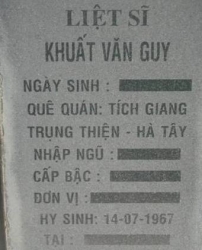 LIỆT SĨ
KHUẤT VĂN GUY
NGÀY SINH :
QUÊ QUÁN: TÍCH GIANG
TRUNG THIỆN - HÀ TÂY
NHẬP NGŨ :
CẤP BẬC :
ĐƠN VỊ :
HY SINH: 14-07-1967
TẠI :